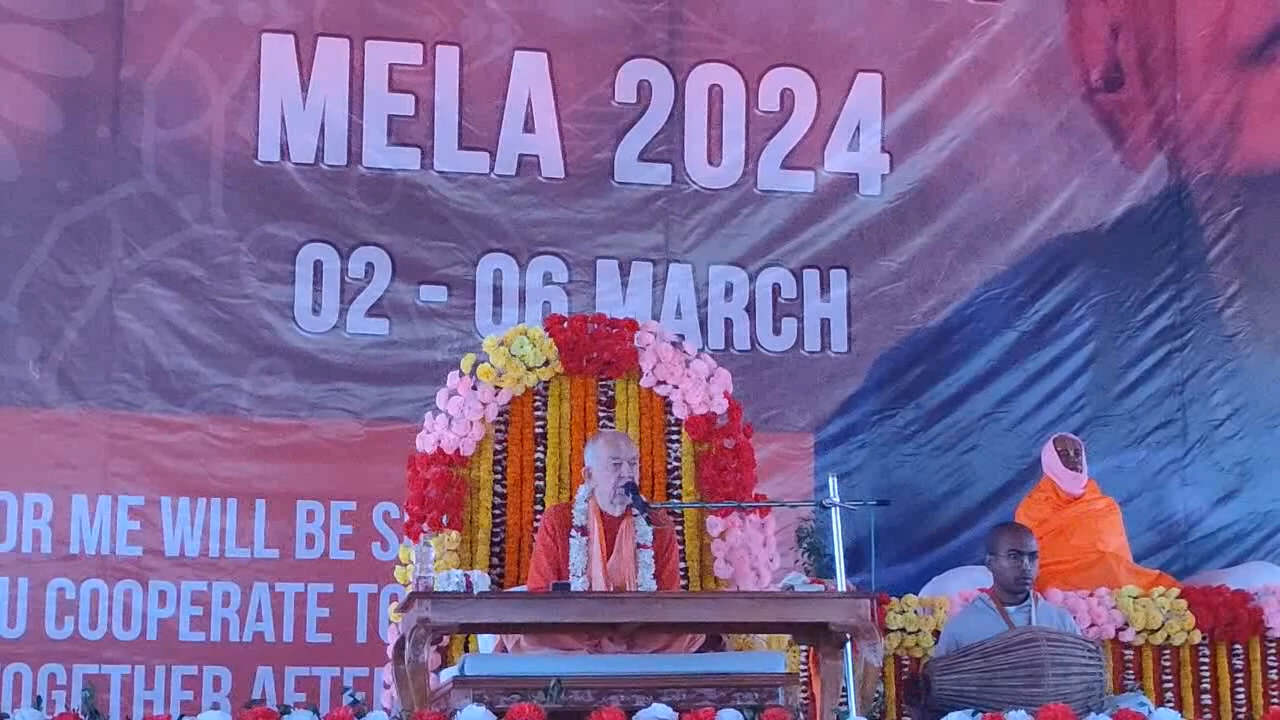 MELA 2024
02 - 06 MARCH
OR ME WILL BE
U COOPERATE TO
OGETHER AFTE